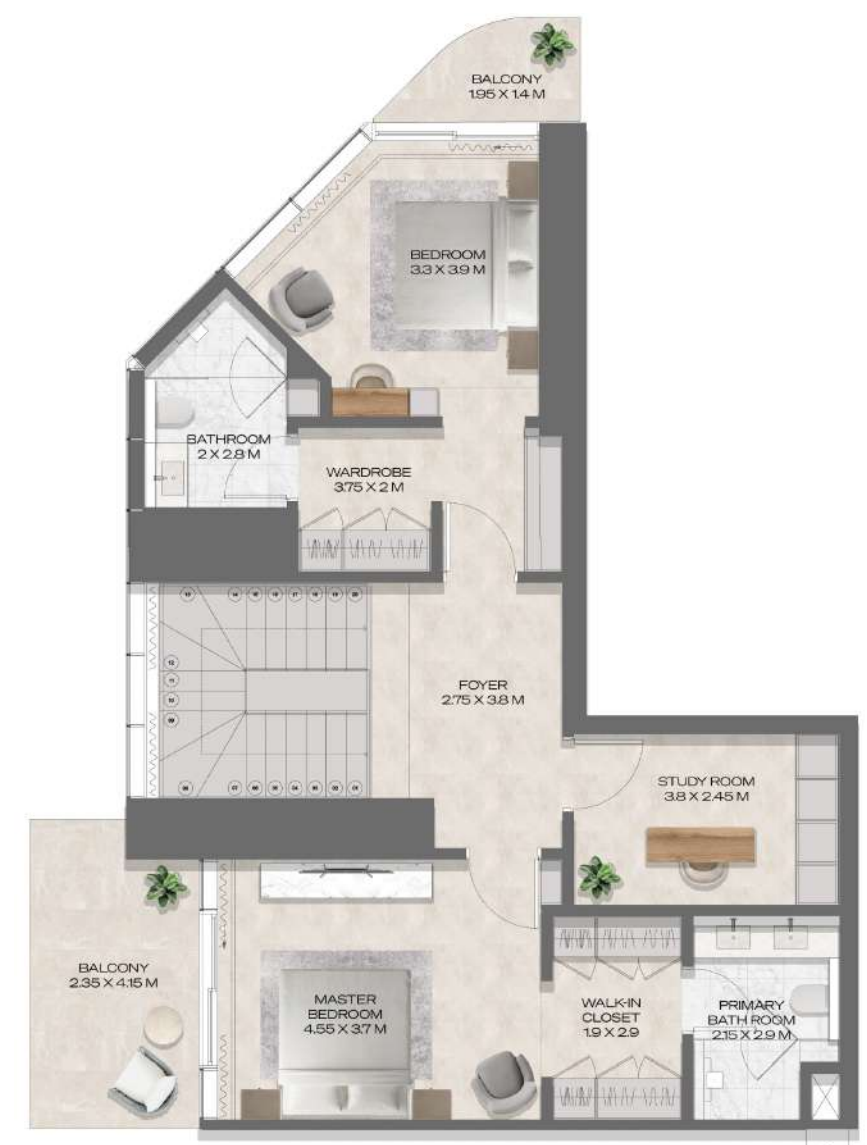 BALCONY
1.95 X 1.4 M
BEDROOM
3.3 X 3.9 M
BATHROOM
2 X 2.8 M
WARDROBE
3.75 X 2 M
FOYER
2.75 X 3.8 M
STUDY ROOM
3.8 X 2.45 M
BALCONY
2.35 X 4.15 M
MASTER
BEDROOM
4.55 X 3.7 M
WALK-IN
CLOSET
1.9 X 2.9
PRIMARY
BATH ROOM
2.15 X 2.9 M